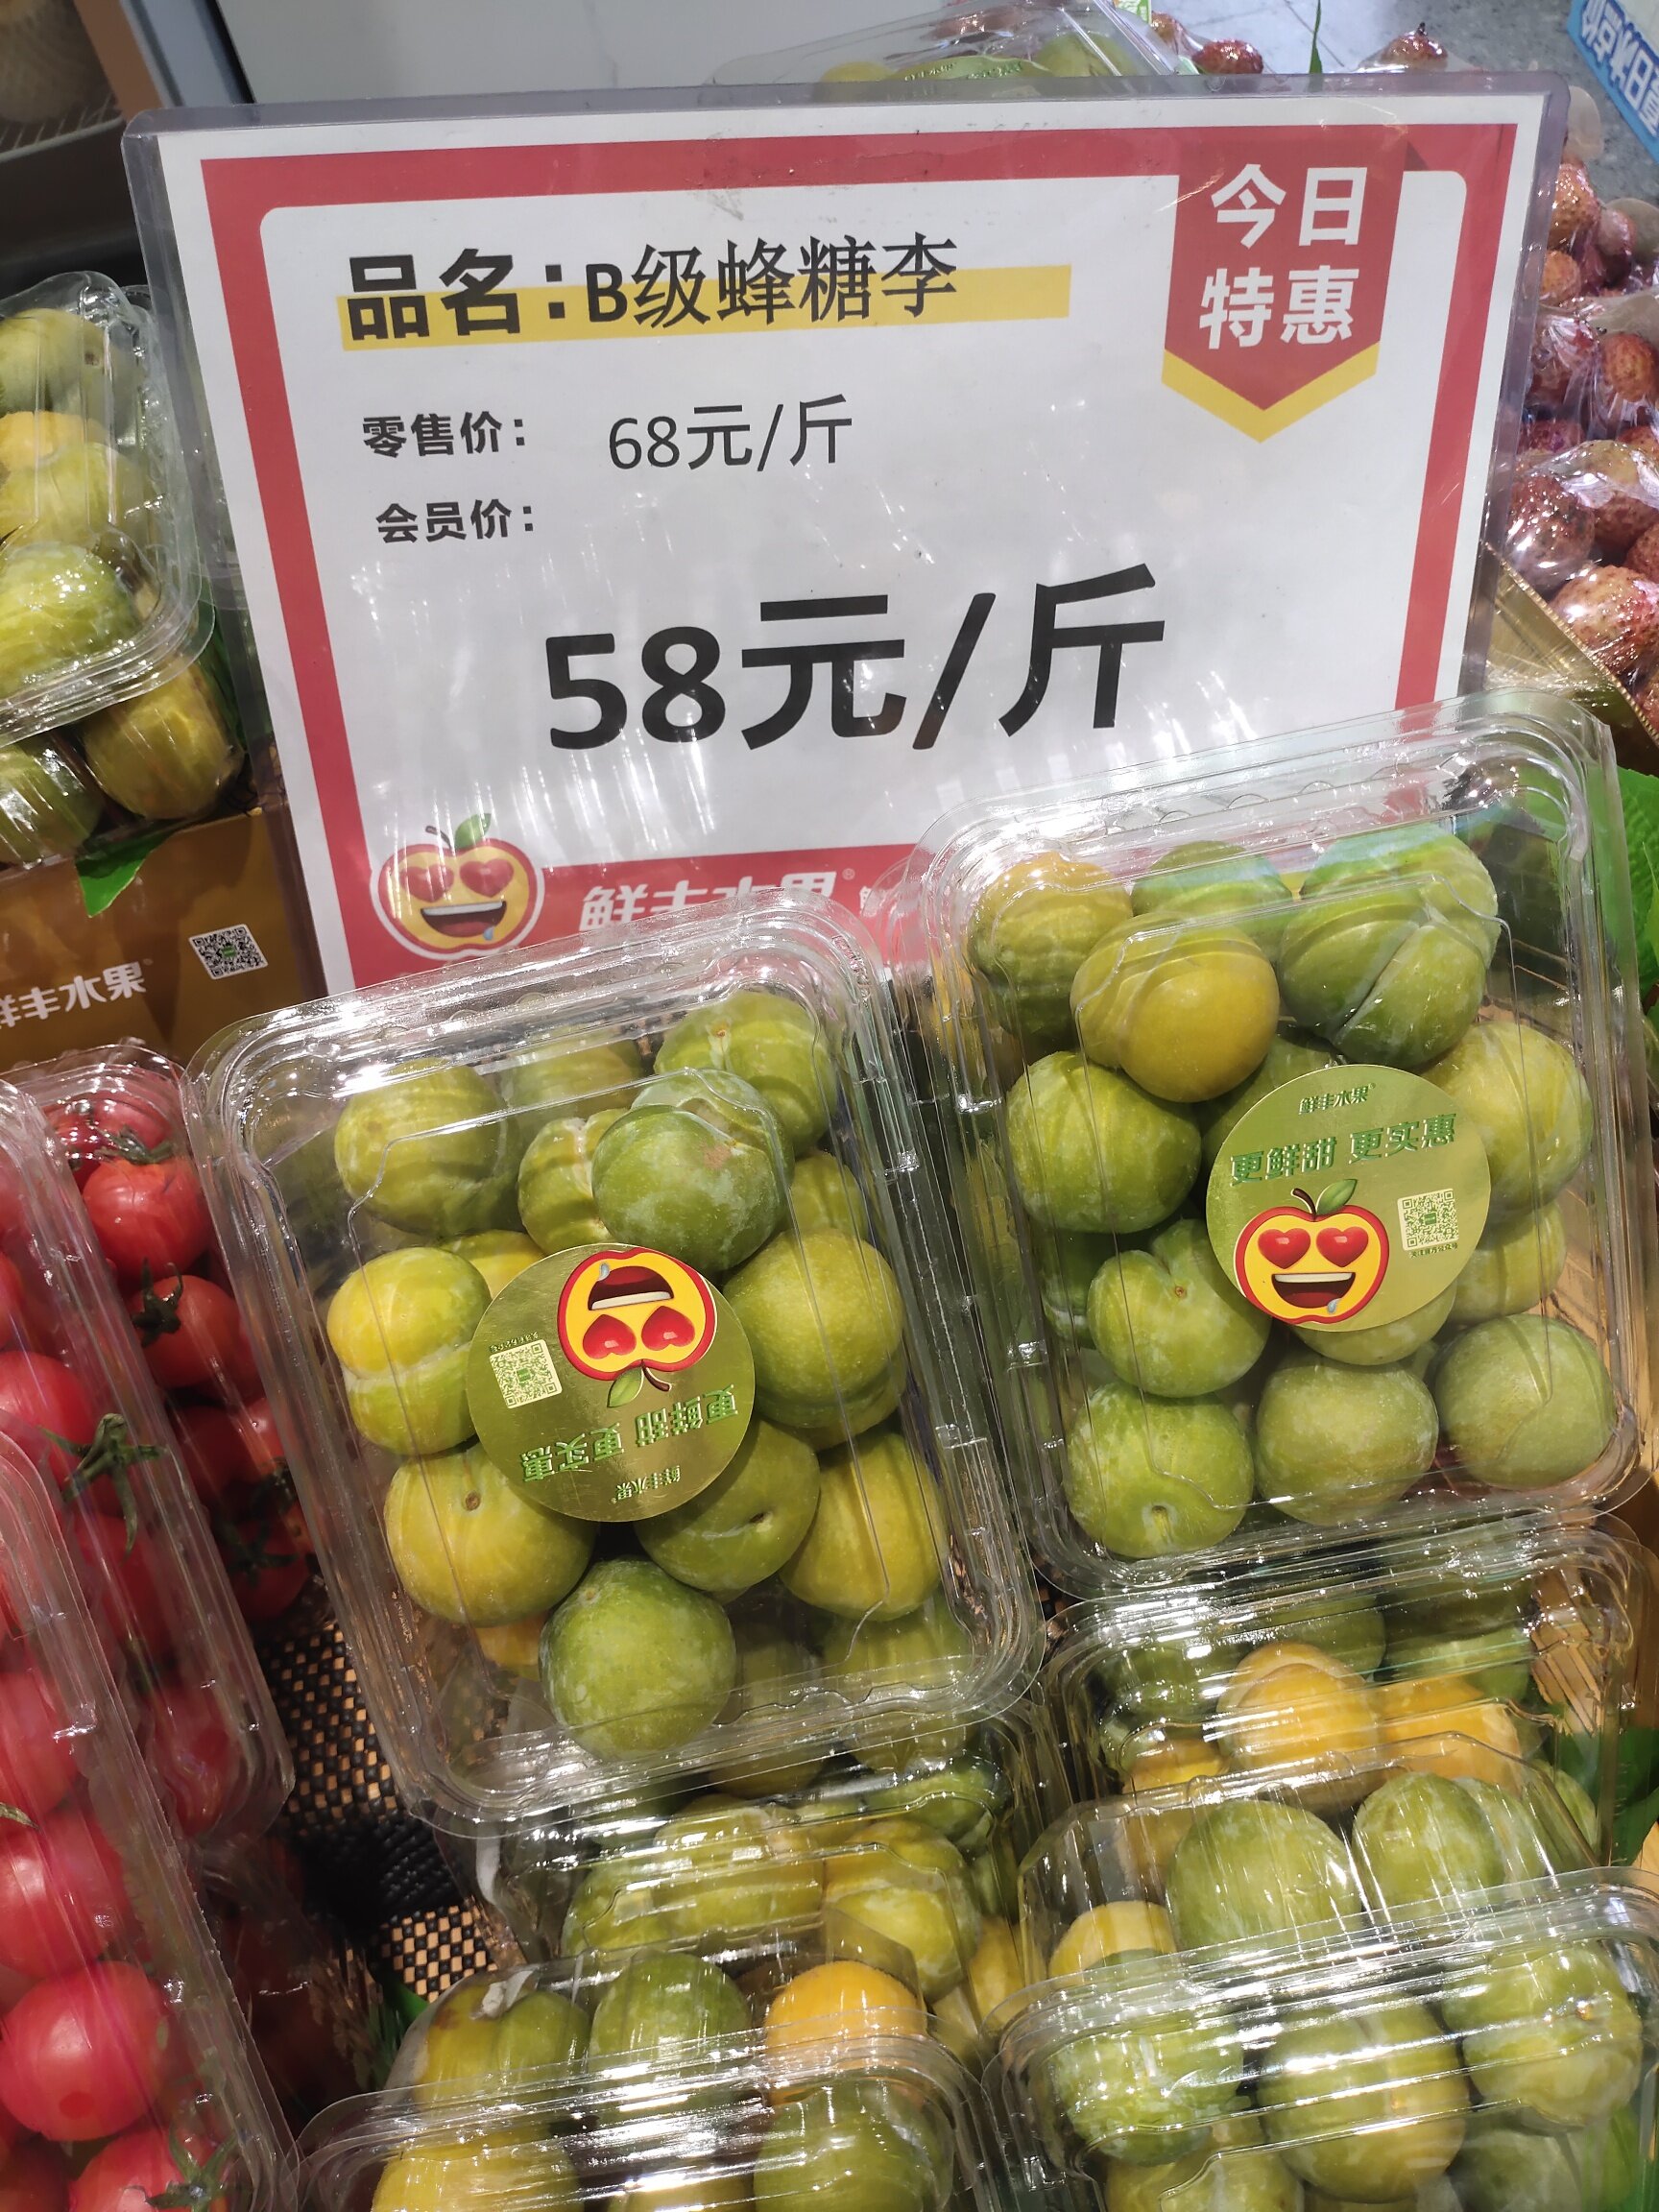 今日
特惠
品名：B级蜂糖李
零售价： 68元/斤
会员价：
58元/斤
鲜丰水果
鲜丰水果
鲜丰水果
更鲜甜 更实惠
更鲜甜 更实惠
鲜丰水果